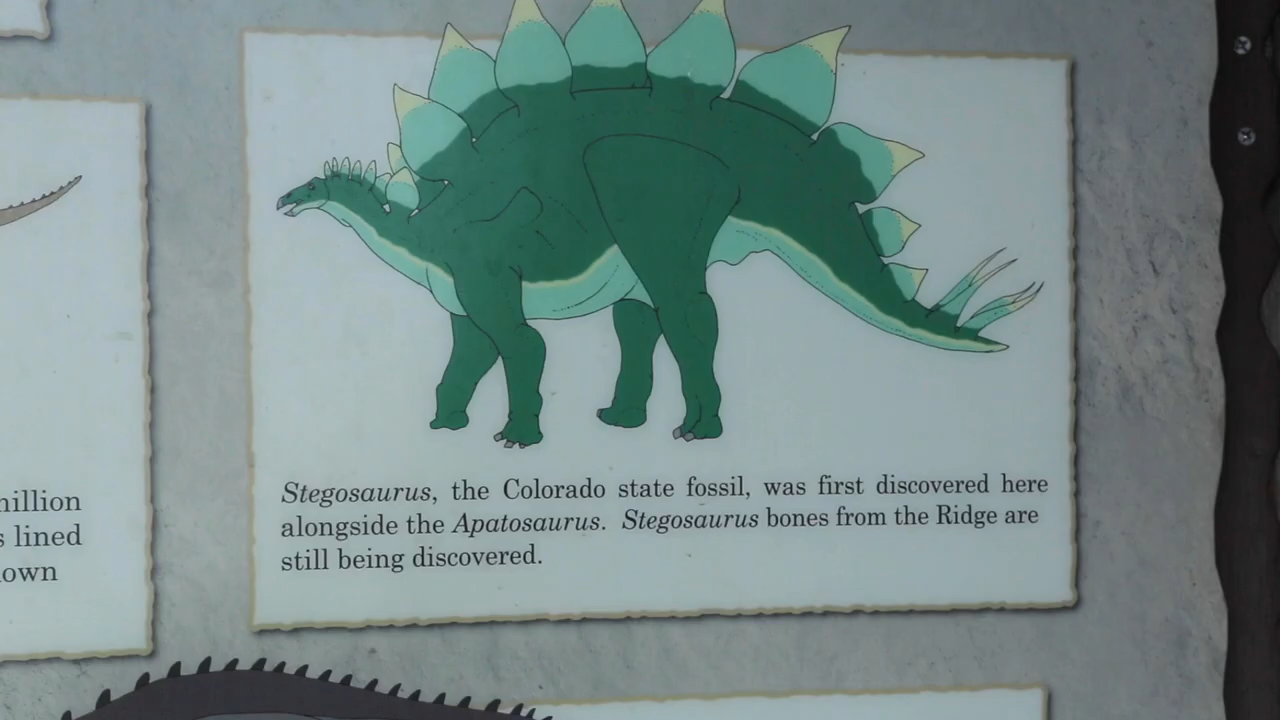 Stegosaurus, the Colorado state fossil, was first discovered here
alongside the Apatosaurus. Stegosaurus bones from the Ridge are
still being discovered.
lined